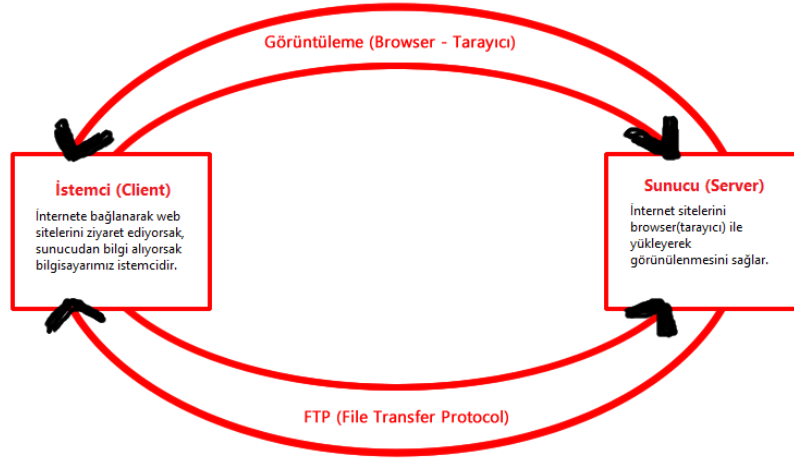 Görüntüleme (Browser - Tarayıcı)
İstemci (Client)
İnternete bağlanarak web
sitelerini ziyaret ediyorsak,
sunucudan bilgi alıyorsak
bilgisayarımız istemcidir.
Sunucu (Server)
İnternet sitelerini
browser(tarayıcı) ile
yükleyerek
görünülenmesini sağlar.
FTP (File Transfer Protocol)